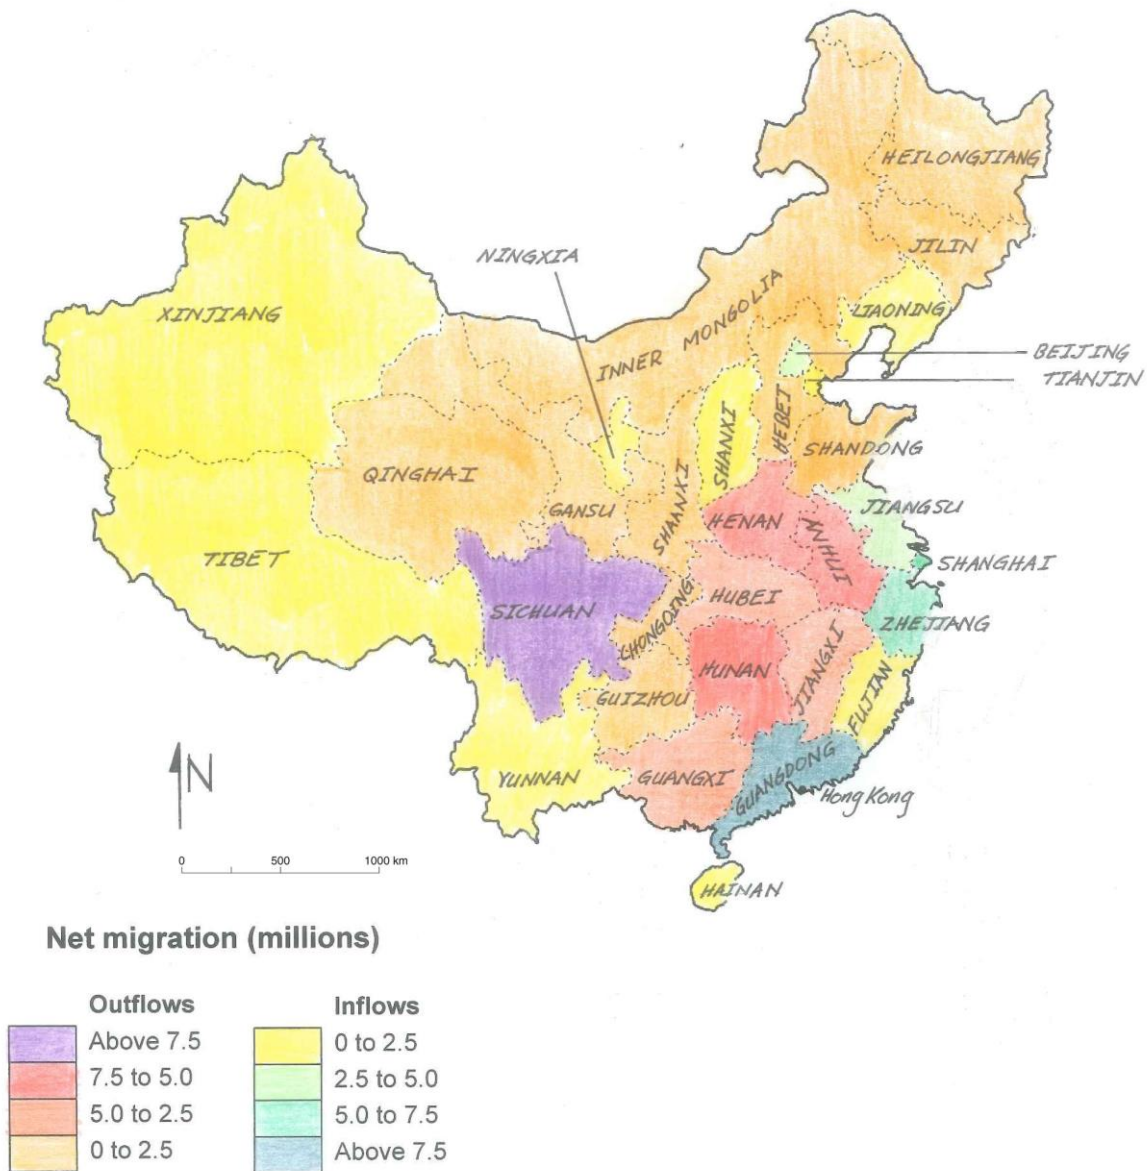 HEILONGJIANG
JILIN
NINGXIA
LIAONING
XINJIANG
INNER MONGOLIA
BEIJING
TIANJIN
HEBEI
SHANXI
SHANDONG
QINGHAI
GANSU
SHANXI
JIANGSU
HENAN
ANHUI
TIBET
SHANGHAI
HUBEI
SICHUAN
CHONGQING
ZHEJIANG
HUNAN
JIANGXI
GUIZHOU
FUJIAN
YUNNAN
GUANGXI
GUANGDONG
Hong Kong
N
0 500 1000 km
HAINAN
Net migration (millions)
Outflows Inflows
Above 7.5 0 to 2.5
7.5 to 5.0 2.5 to 5.0
5.0 to 2.5 5.0 to 7.5
0 to 2.5 Above 7.5